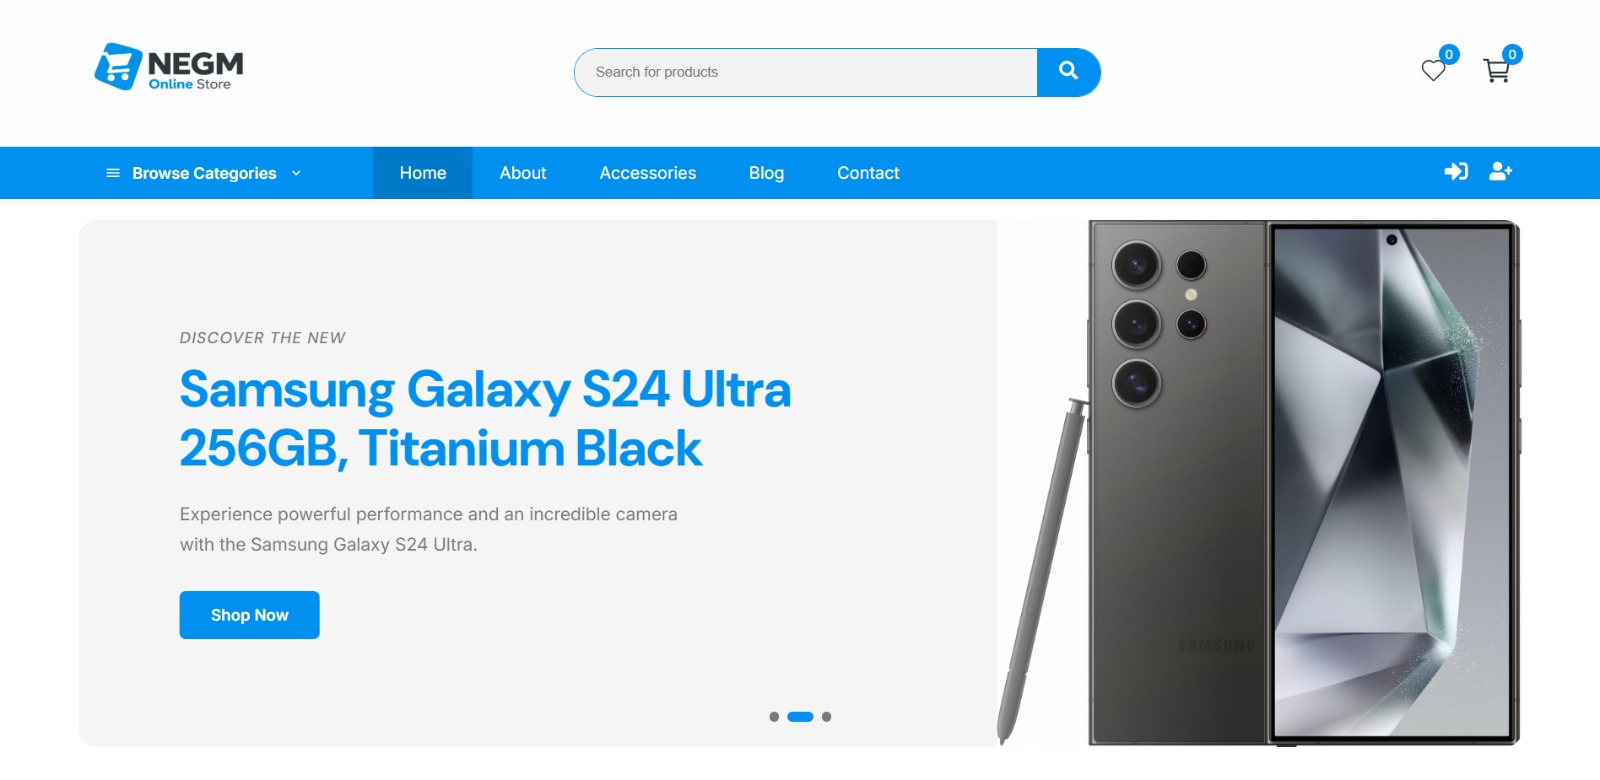 NEGM
Online Store
Search for products
0
0
Browse Categories
Home
About
Accessories
Blog
Contact
DISCOVER THE NEW
Samsung Galaxy S24 Ultra
256GB, Titanium Black
Experience powerful performance and an incredible camera
with the Samsung Galaxy S24 Ultra.
Shop Now
SAMSUNG